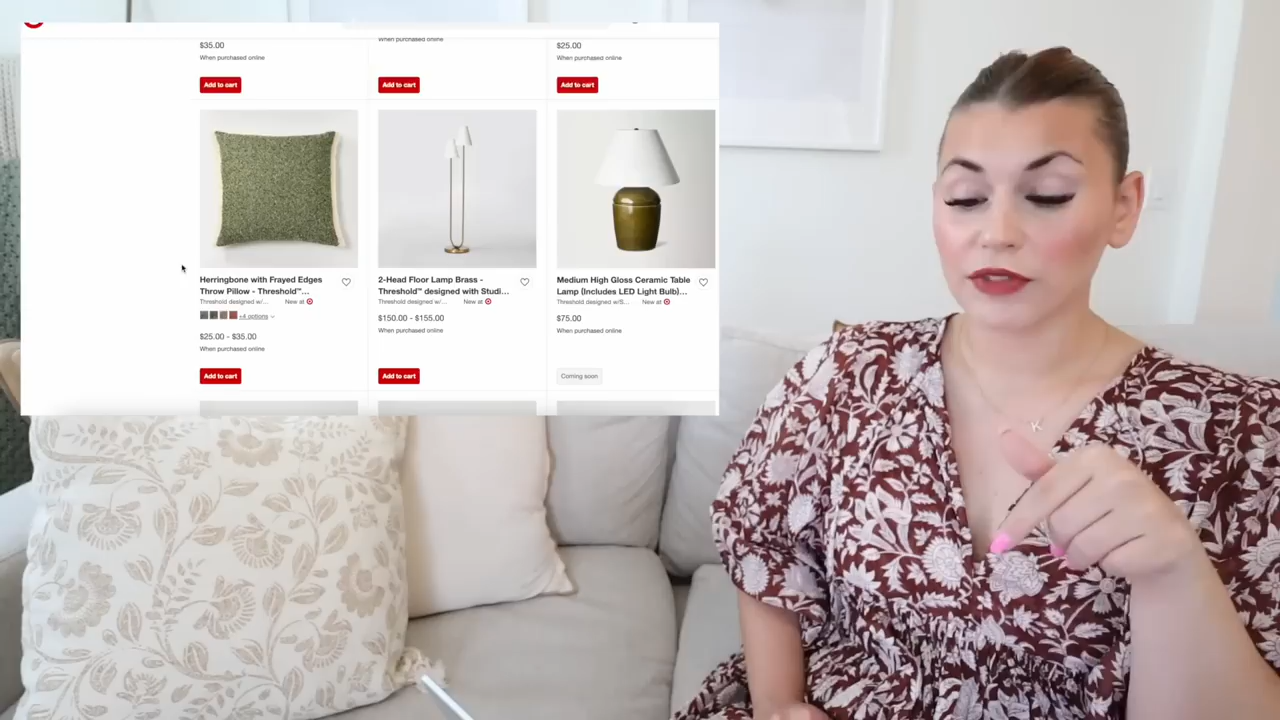 $35.00
When purchased online
$25.00
When purchased online
When purchased online
Add to cart
Add to cart
Add to cart
Herringbone with Frayed Edges
Throw Pillow - Threshold™...
Threshold designed w/...
New at
+4 options
$25.00 - $35.00
When purchased online
Add to cart
2-Head Floor Lamp Brass -
Threshold™ designed with Studi...
Threshold designed w/...
New at
$150.00 - $155.00
When purchased online
Add to cart
Medium High Gloss Ceramic Table
Lamp (Includes LED Light Bulb)...
Threshold designed w/S...
New at
$75.00
When purchased online
Coming soon
K